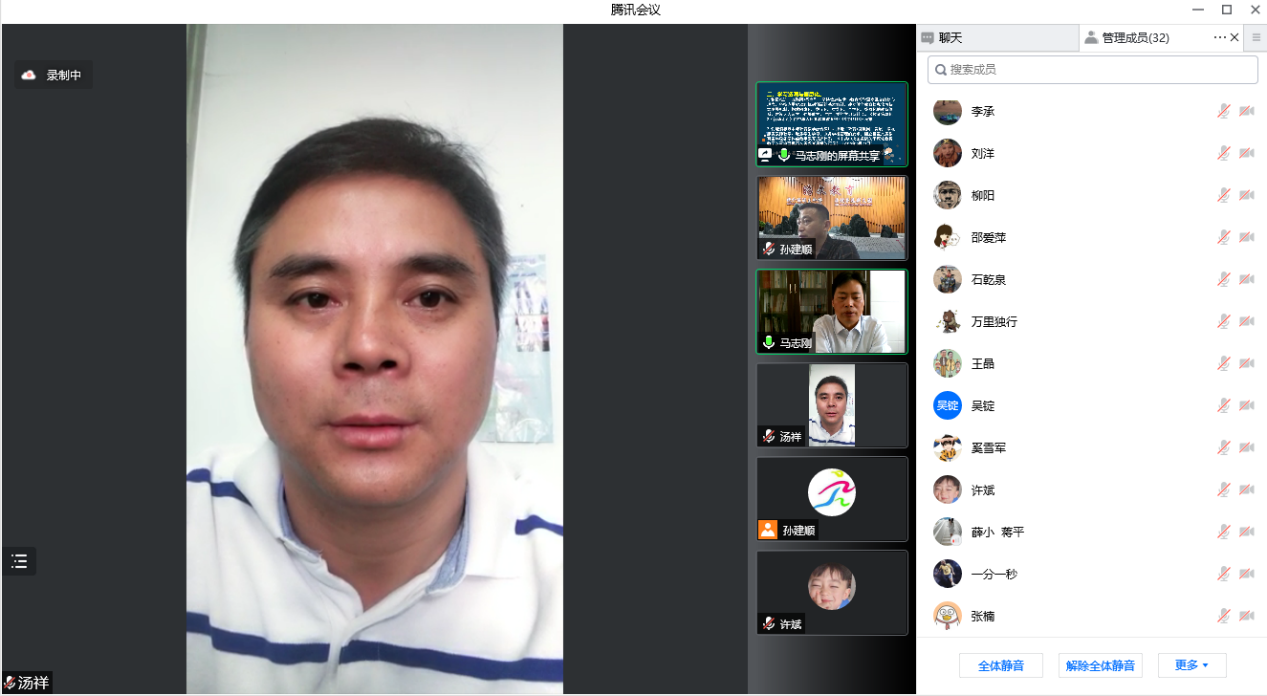 腾讯会议
录制中
汤祥
马志刚的屏幕共享
孙建顺
马志刚
汤祥
孙建顺
许斌
聊天
管理成员(32)
搜索成员
李承
刘洋
柳阳
邵爱萍
石乾泉
万里独行
王晶
吴锭
吴锭
奚雪军
许斌
薛小 蒋平
一分一秒
张楠
全体静音
解除全体静音
更多